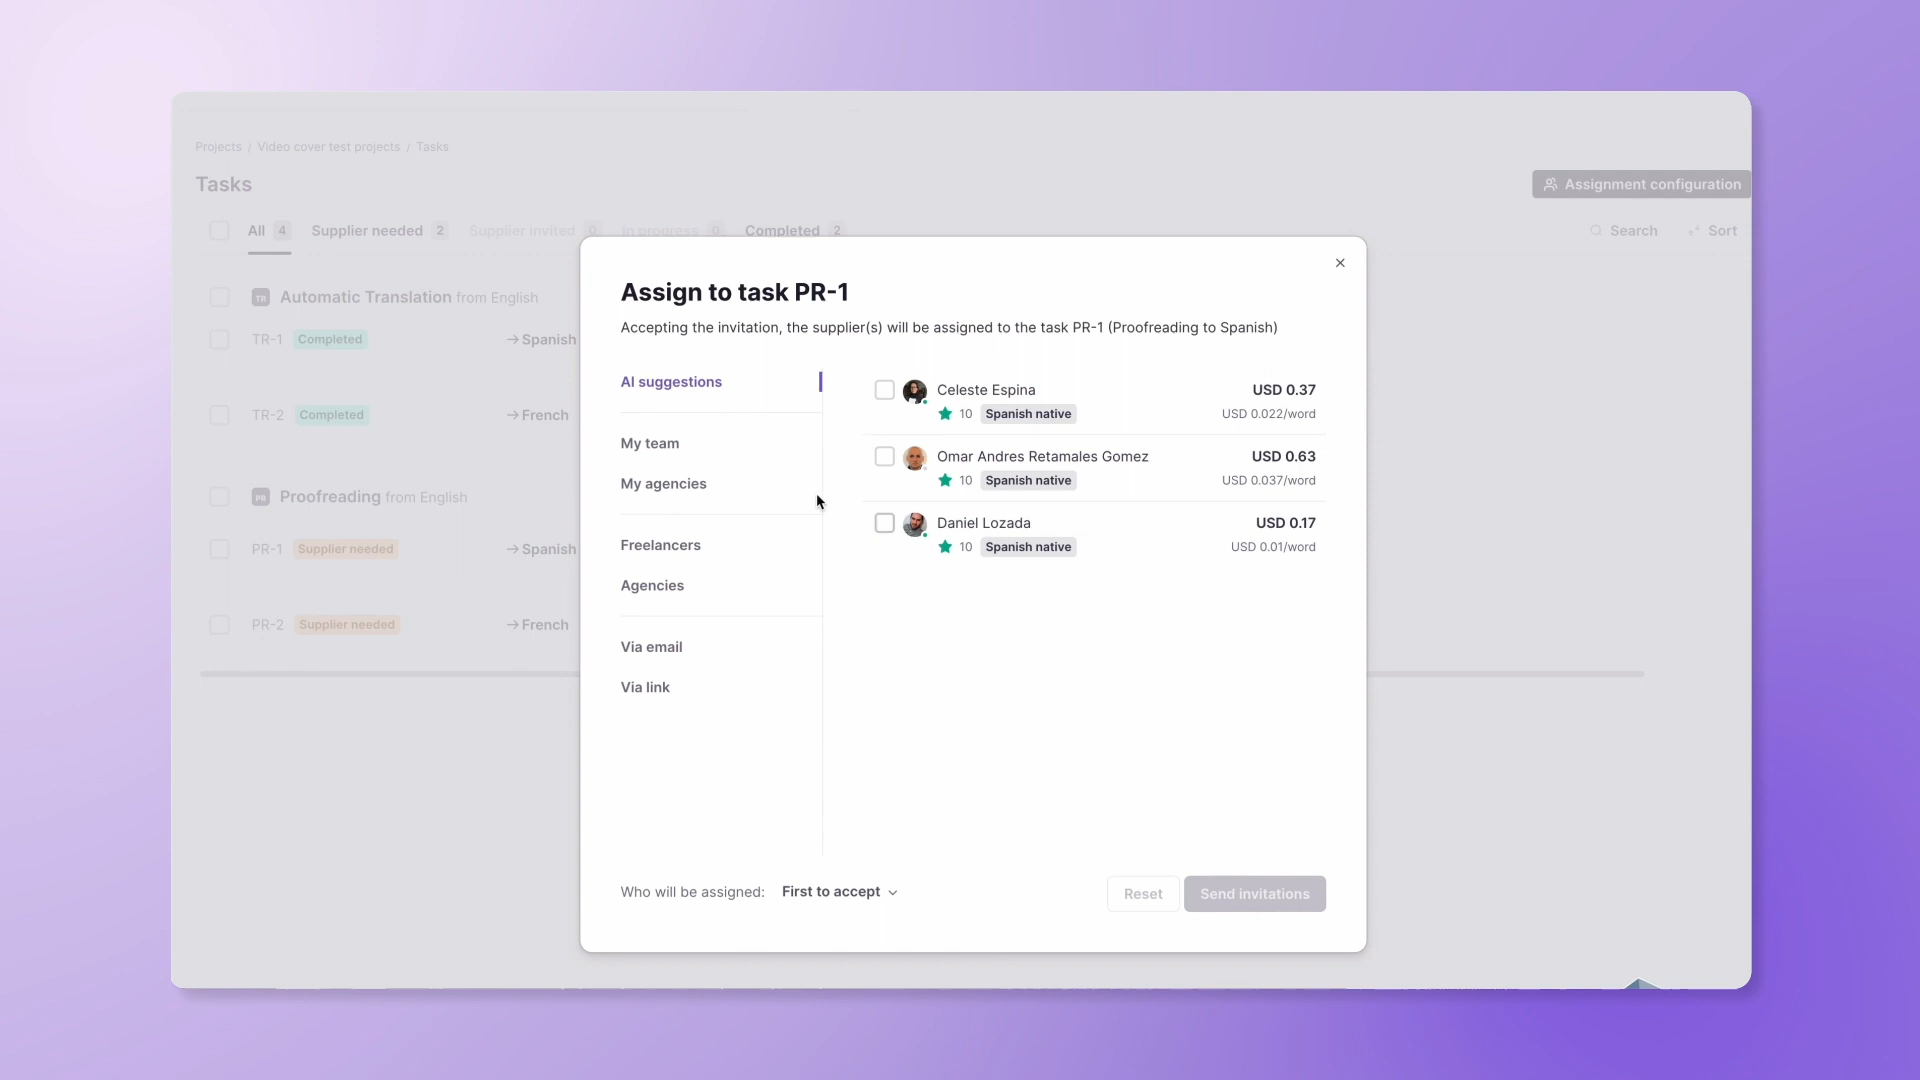 Projects / Video cover test projects / Tasks
Tasks
Assignment configuration
All 4 Supplier needed 2 Supplier invited 0 In progress 0 Completed 2
Search Sort
TR Automatic Translation from English
TR-1 Completed → Spanish
TR-2 Completed → French
PR Proofreading from English
PR-1 Supplier needed → Spanish
PR-2 Supplier needed → French
Assign to task PR-1
Accepting the invitation, the supplier(s) will be assigned to the task PR-1 (Proofreading to Spanish)
AI suggestions
My team
My agencies
Freelancers
Agencies
Via email
Via link
Celeste Espina USD 0.37
10 Spanish native USD 0.022/word
Omar Andres Retamales Gomez USD 0.63
10 Spanish native USD 0.037/word
Daniel Lozada USD 0.17
10 Spanish native USD 0.01/word
Who will be assigned: First to accept
Reset Send invitations